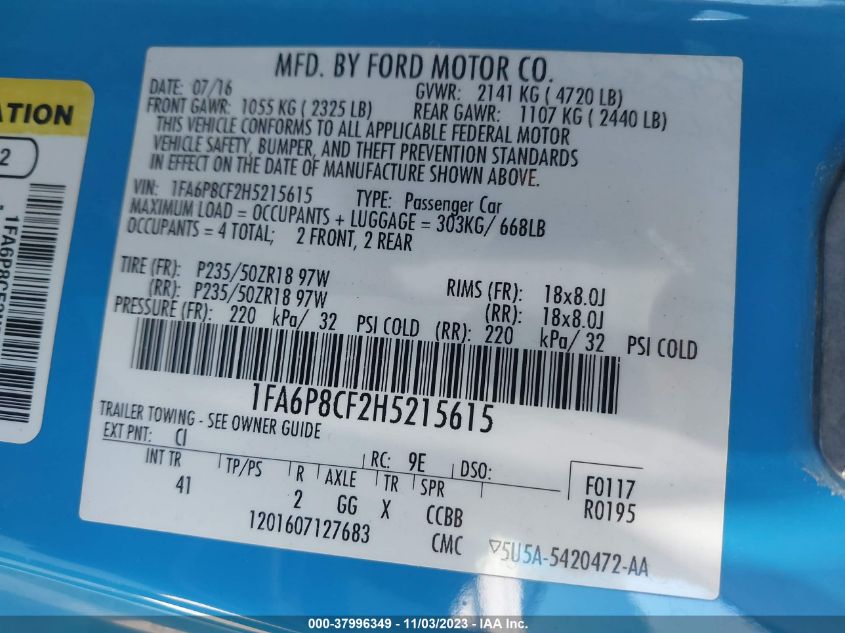 MFD. BY FORD MOTOR CO.
DATE: 07/16 GVWR: 2141 KG ( 4720 LB)
FRONT GAWR: 1055 KG ( 2325 LB) REAR GAWR: 1107 KG ( 2440 LB)
THIS VEHICLE CONFORMS TO ALL APPLICABLE FEDERAL MOTOR
VEHICLE SAFETY, BUMPER, AND THEFT PREVENTION STANDARDS
IN EFFECT ON THE DATE OF MANUFACTURE SHOWN ABOVE.
VIN: 1FA6P8CF2H5215615 TYPE: Passenger Car
MAXIMUM LOAD = OCCUPANTS + LUGGAGE = 303KG/ 668LB
OCCUPANTS = 4 TOTAL; 2 FRONT, 2 REAR
TIRE (FR): P235/50ZR18 97W RIMS (FR): 18x8.0J
(RR): P235/50ZR18 97W (RR): 18x8.0J
PRESSURE (FR): 220 kPa/ 32 PSI COLD (RR): 220 kPa/ 32 PSI COLD
1FA6P8CF2H5215615
TRAILER TOWING - SEE OWNER GUIDE
EXT PNT: CI RC: 9E DSO:
INT TR TP/PS R AXLE TR SPR F0117
41 2 GG X CCBB R0195
1201607127683 CMC 5U5A-5420472-AA
2
000-37996349 - 11/03/2023 - IAA Inc.